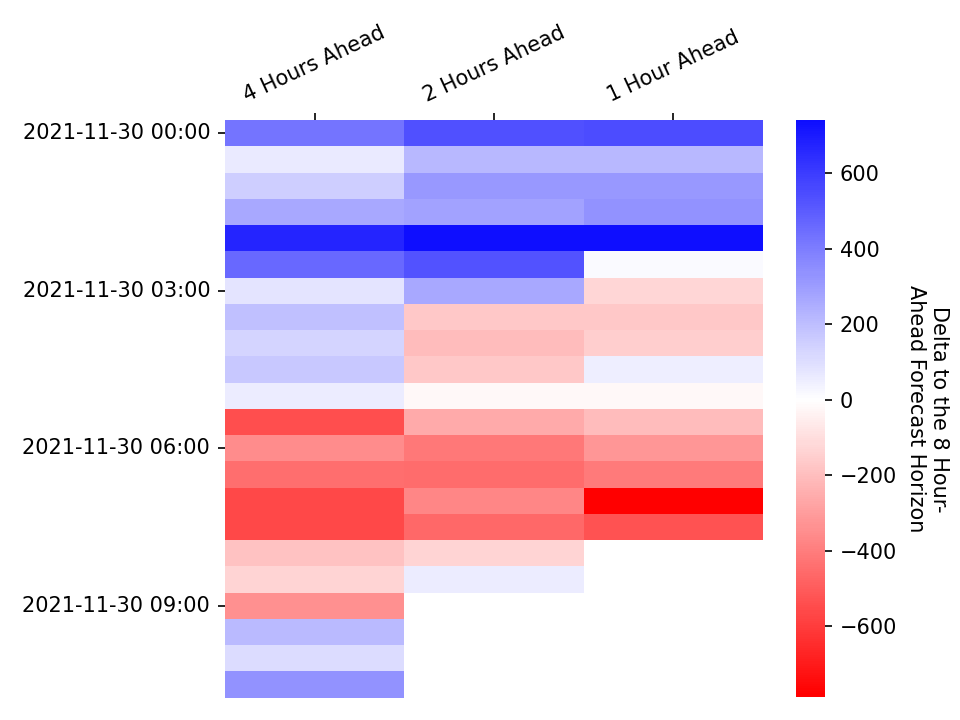 4 Hours Ahead
2 Hours Ahead
1 Hour Ahead
2021-11-30 00:00
2021-11-30 03:00
2021-11-30 06:00
2021-11-30 09:00
600
400
200
0
−200
−400
−600
Delta to the 8 Hour-
Ahead Forecast Horizon